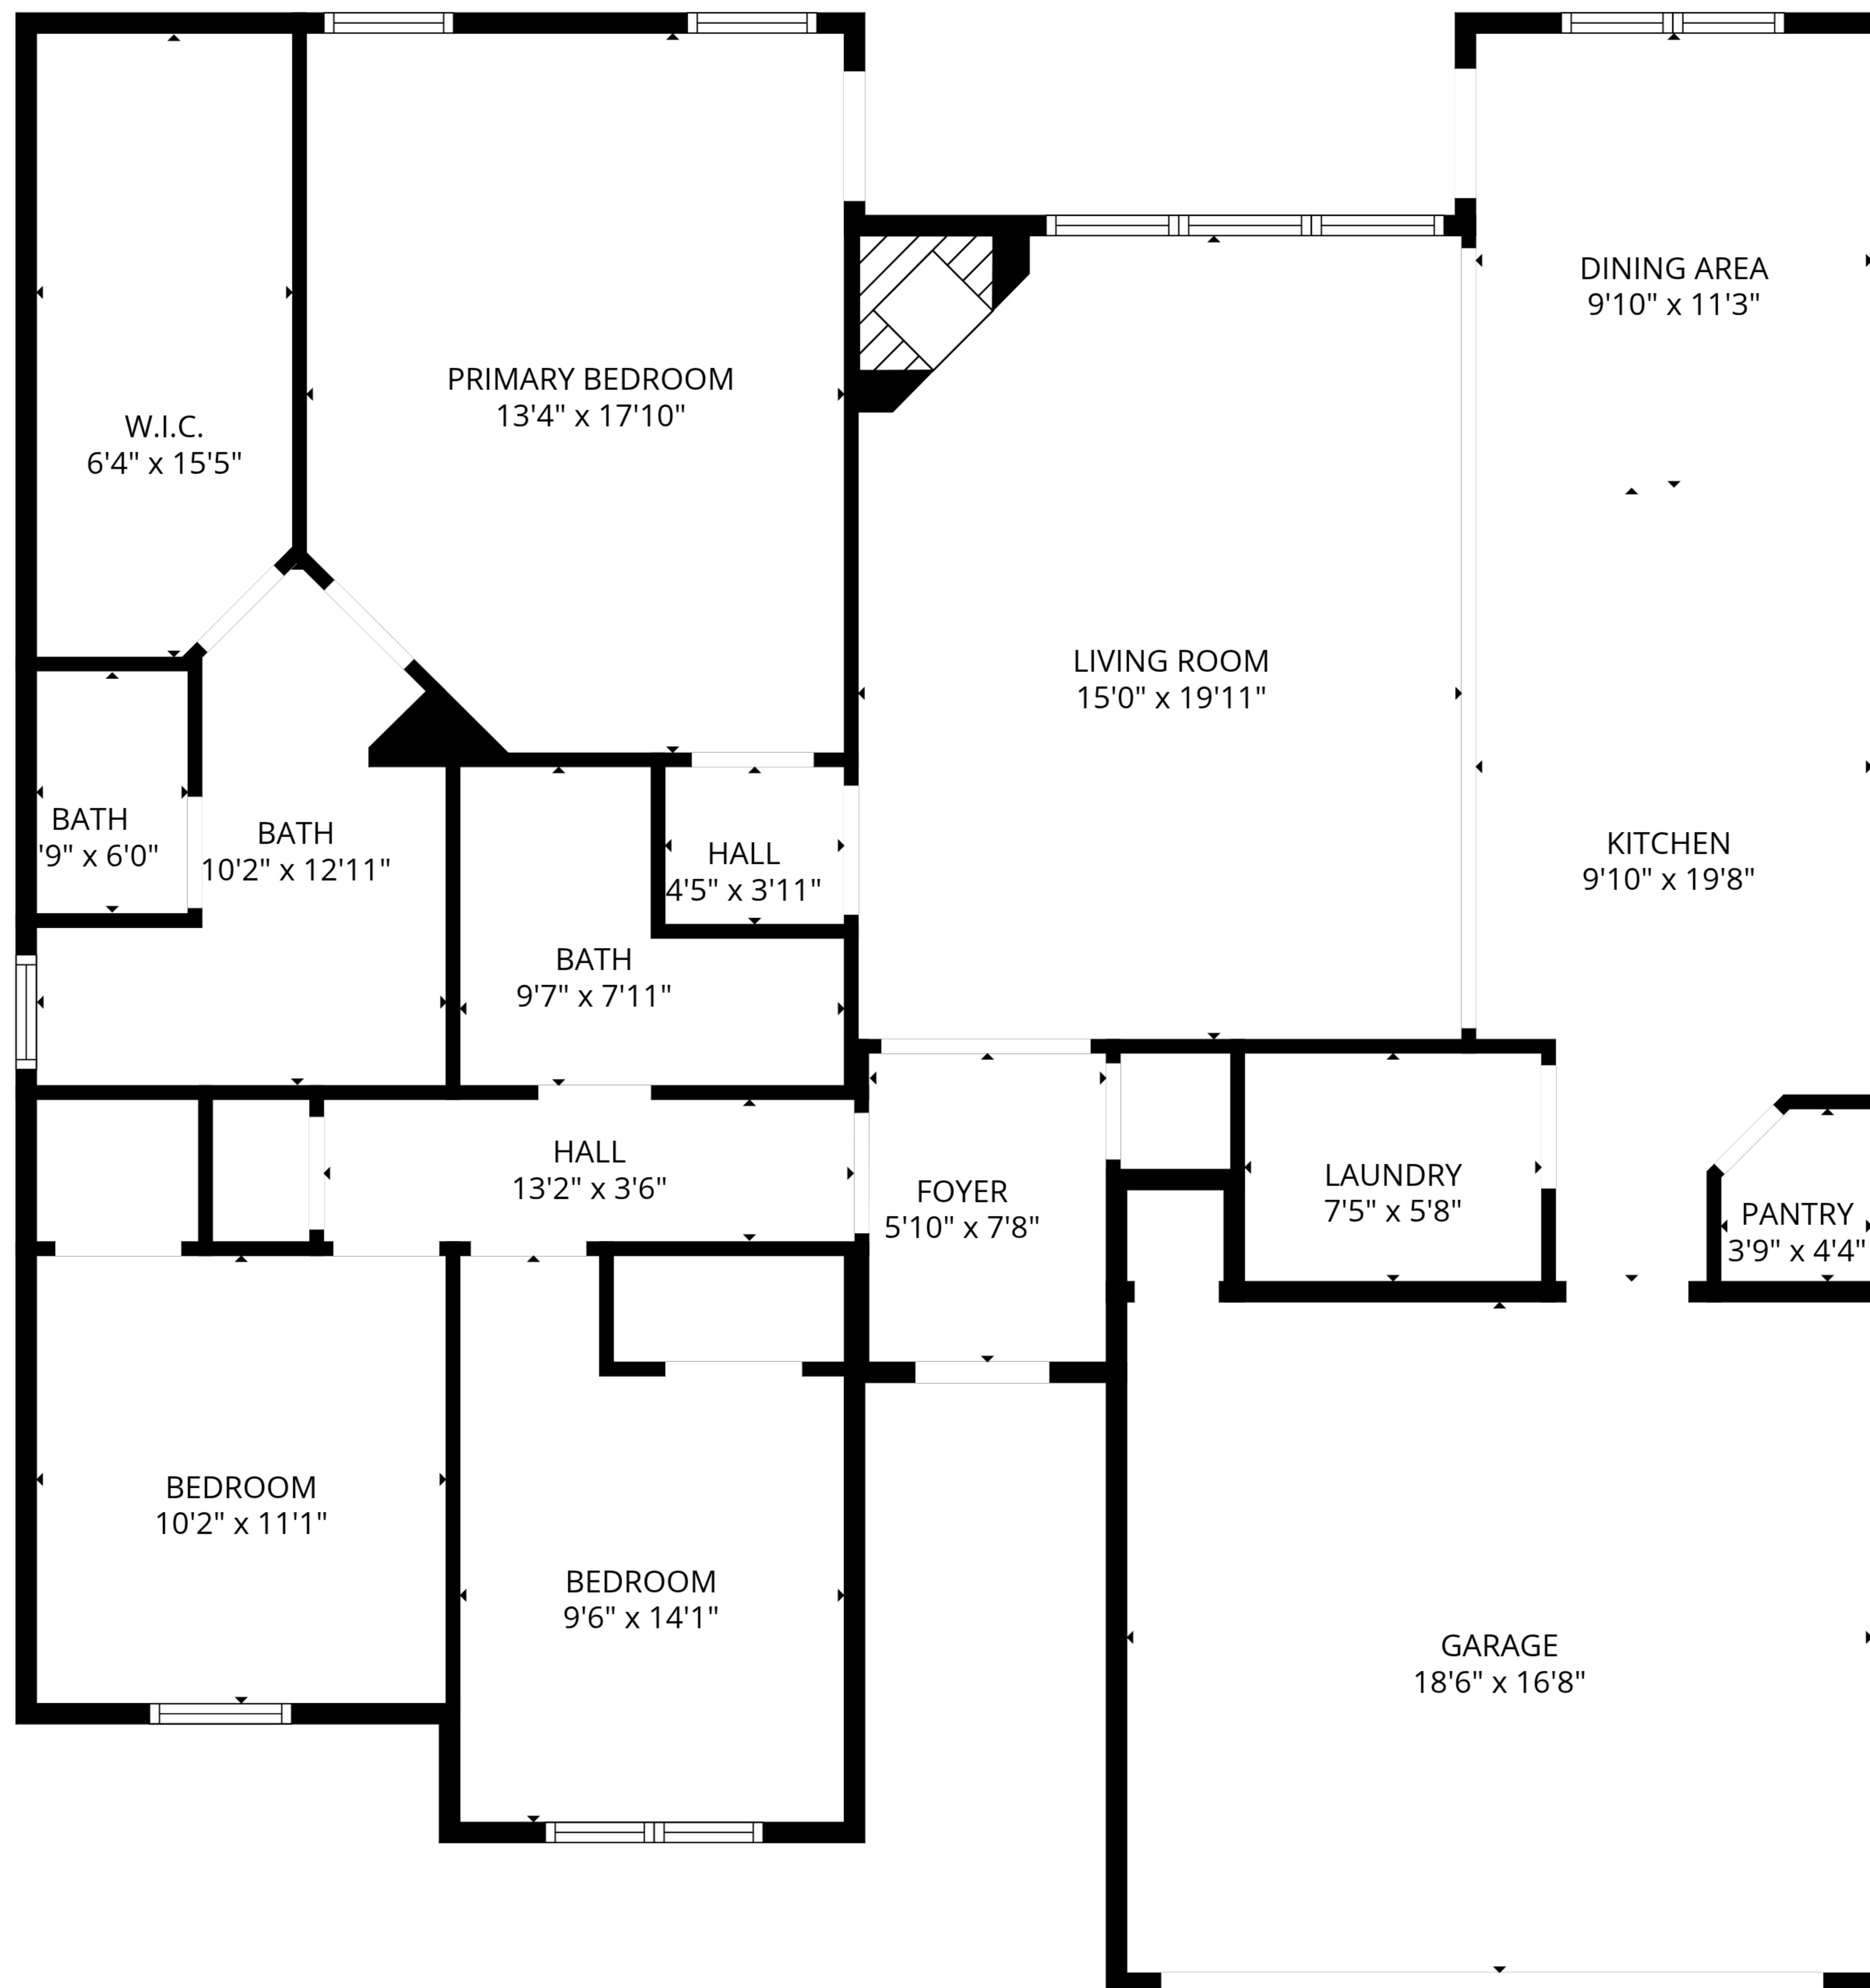 DINING AREA
9'10" x 11'3"
PRIMARY BEDROOM
13'4" x 17'10"
W.I.C.
6'4" x 15'5"
LIVING ROOM
15'0" x 19'11"
BATH
'9" x 6'0"
BATH
10'2" x 12'11"
HALL
4'5" x 3'11"
KITCHEN
9'10" x 19'8"
BATH
9'7" x 7'11"
HALL
13'2" x 3'6"
FOYER
5'10" x 7'8"
LAUNDRY
7'5" x 5'8"
PANTRY
3'9" x 4'4"
BEDROOM
10'2" x 11'1"
BEDROOM
9'6" x 14'1"
GARAGE
18'6" x 16'8"